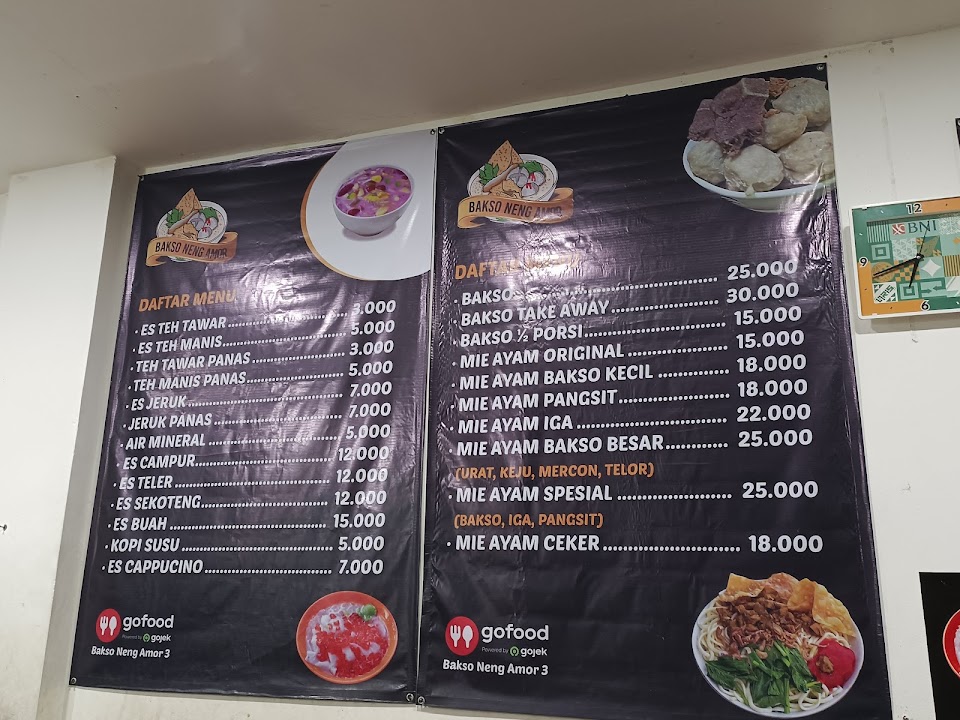 BAKSO NENG AMOR
DAFTAR MENU
· ES TEH TAWAR 3.000
· ES TEH MANIS 5.000
· TEH TAWAR PANAS 3.000
· TEH MANIS PANAS 5.000
· ES JERUK 7.000
· JERUK PANAS 7.000
· AIR MINERAL 5.000
· ES CAMPUR 12.000
· ES TELER 12.000
· ES SEKOTENG 12.000
· ES BUAH 15.000
· KOPI SUSU 5.000
· ES CAPPUCINO 7.000
gofood
Powered by gojek
Bakso Neng Amor 3
BAKSO NENG AMOR
DAFTAR
· BAKSO 25.000
· BAKSO TAKE AWAY 30.000
· BAKSO ½ PORSI 15.000
· MIE AYAM ORIGINAL 15.000
· MIE AYAM BAKSO KECIL 18.000
· MIE AYAM PANGSIT 18.000
· MIE AYAM IGA 22.000
· MIE AYAM BAKSO BESAR 25.000
(URAT, KEJU, MERCON, TELOR)
· MIE AYAM SPESIAL 25.000
(BAKSO, IGA, PANGSIT)
· MIE AYAM CEKER 18.000
gofood
Powered by gojek
Bakso Neng Amor 3
12
BNI
9
6